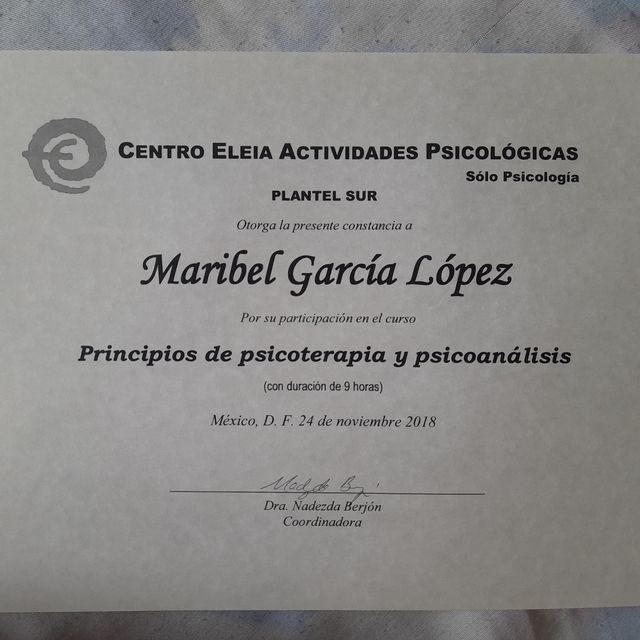 CENTRO ELEIA ACTIVIDADES PSICOLÓGICAS
Sólo Psicología
PLANTEL SUR
Otorga la presente constancia a
Maribel García López
Por su participación en el curso
Principios de psicoterapia y psicoanálisis
(con duración de 9 horas)
México, D. F. 24 de noviembre 2018
Dra. Nadezda Berjón
Coordinadora